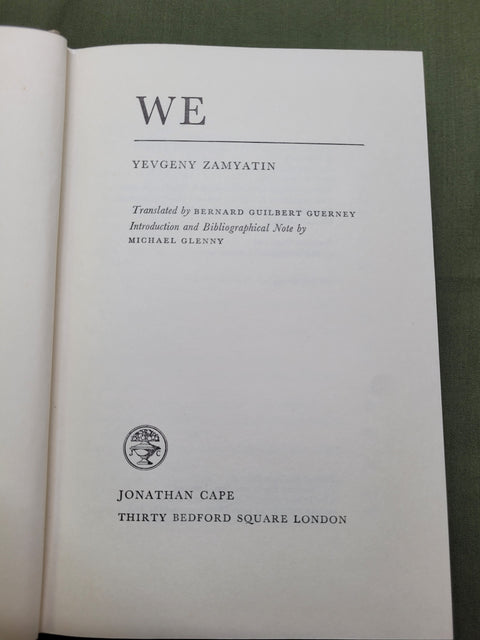 WE
YEVGENY ZAMYATIN
Translated by BERNARD GUILBERT GUERNEY
Introduction and Bibliographical Note by
MICHAEL GLENNY
J C
JONATHAN CAPE
THIRTY BEDFORD SQUARE LONDON